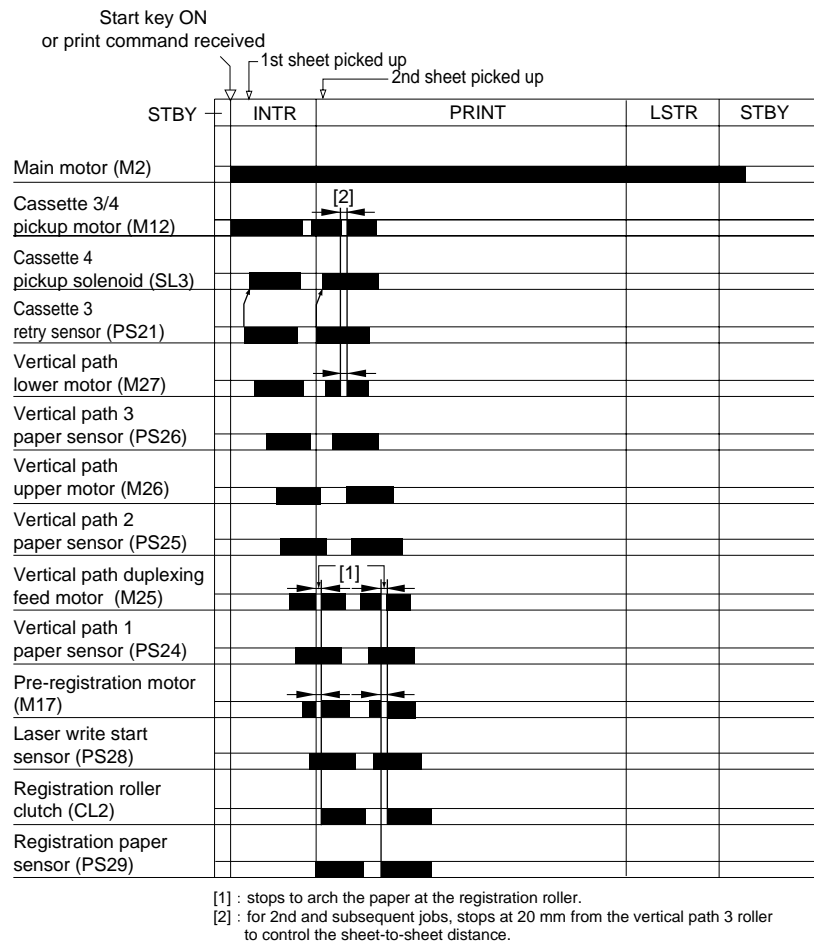 Start key ON
or print command received
1st sheet picked up
2nd sheet picked up
STBY INTR PRINT LSTR STBY
Main motor (M2)
[2]
Cassette 3/4
pickup motor (M12)
Cassette 4
pickup solenoid (SL3)
Cassette 3
retry sensor (PS21)
Vertical path
lower motor (M27)
Vertical path 3
paper sensor (PS26)
Vertical path
upper motor (M26)
Vertical path 2
paper sensor (PS25)
Vertical path duplexing
feed motor (M25)
[1]
Vertical path 1
paper sensor (PS24)
Pre-registration motor
(M17)
Laser write start
sensor (PS28)
Registration roller
clutch (CL2)
Registration paper
sensor (PS29)
[1] : stops to arch the paper at the registration roller.
[2] : for 2nd and subsequent jobs, stops at 20 mm from the vertical path 3 roller
to control the sheet-to-sheet distance.